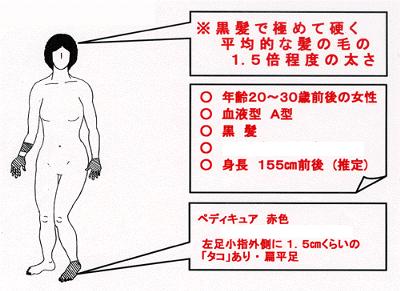 ※黒髪で極めて硬く
平均的な髪の毛の
1.5倍程度の太さ
○ 年齢20～30歳前後の女性
○ 血液型 A型
○ 黒 髪
○
○ 身長 155㎝前後 (推定)
ペディキュア 赤色
左足小指外側に1.5㎝くらいの
「タコ」あり・扁平足